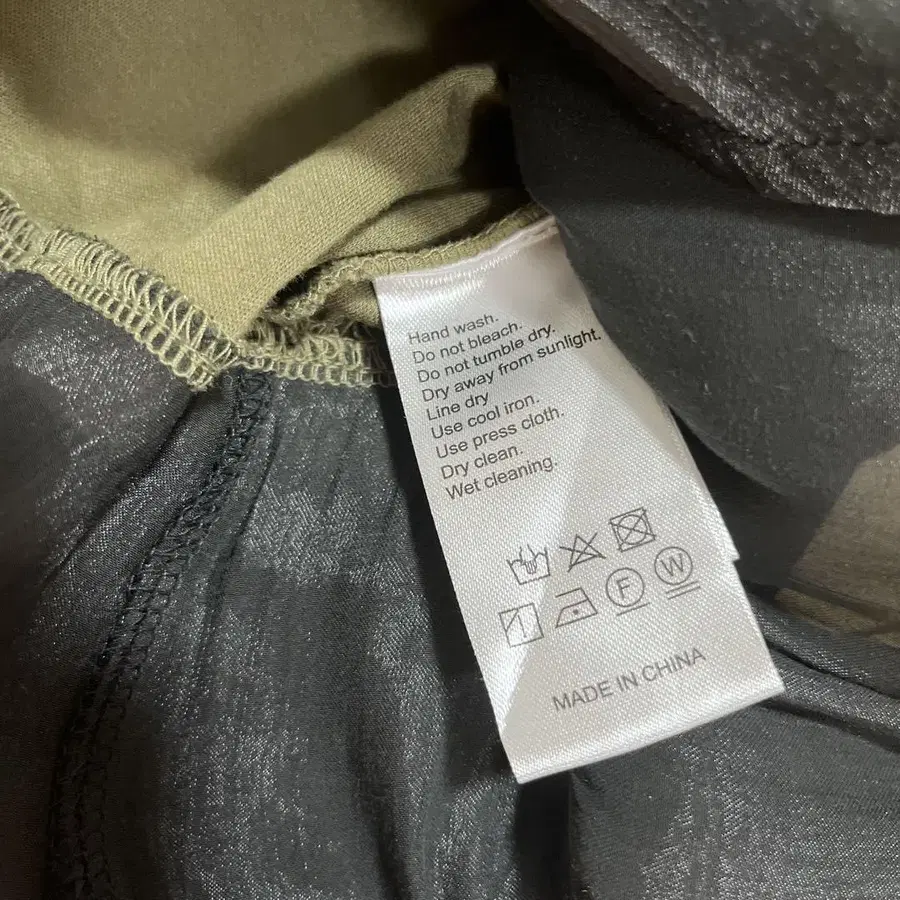 Hand wash.
Do not bleach.
Do not tumble dry.
Dry away from sunlight.
Line dry
Use cool iron.
Use press cloth.
Dry clean.
Wet cleaning.
F W
MADE IN CHINA